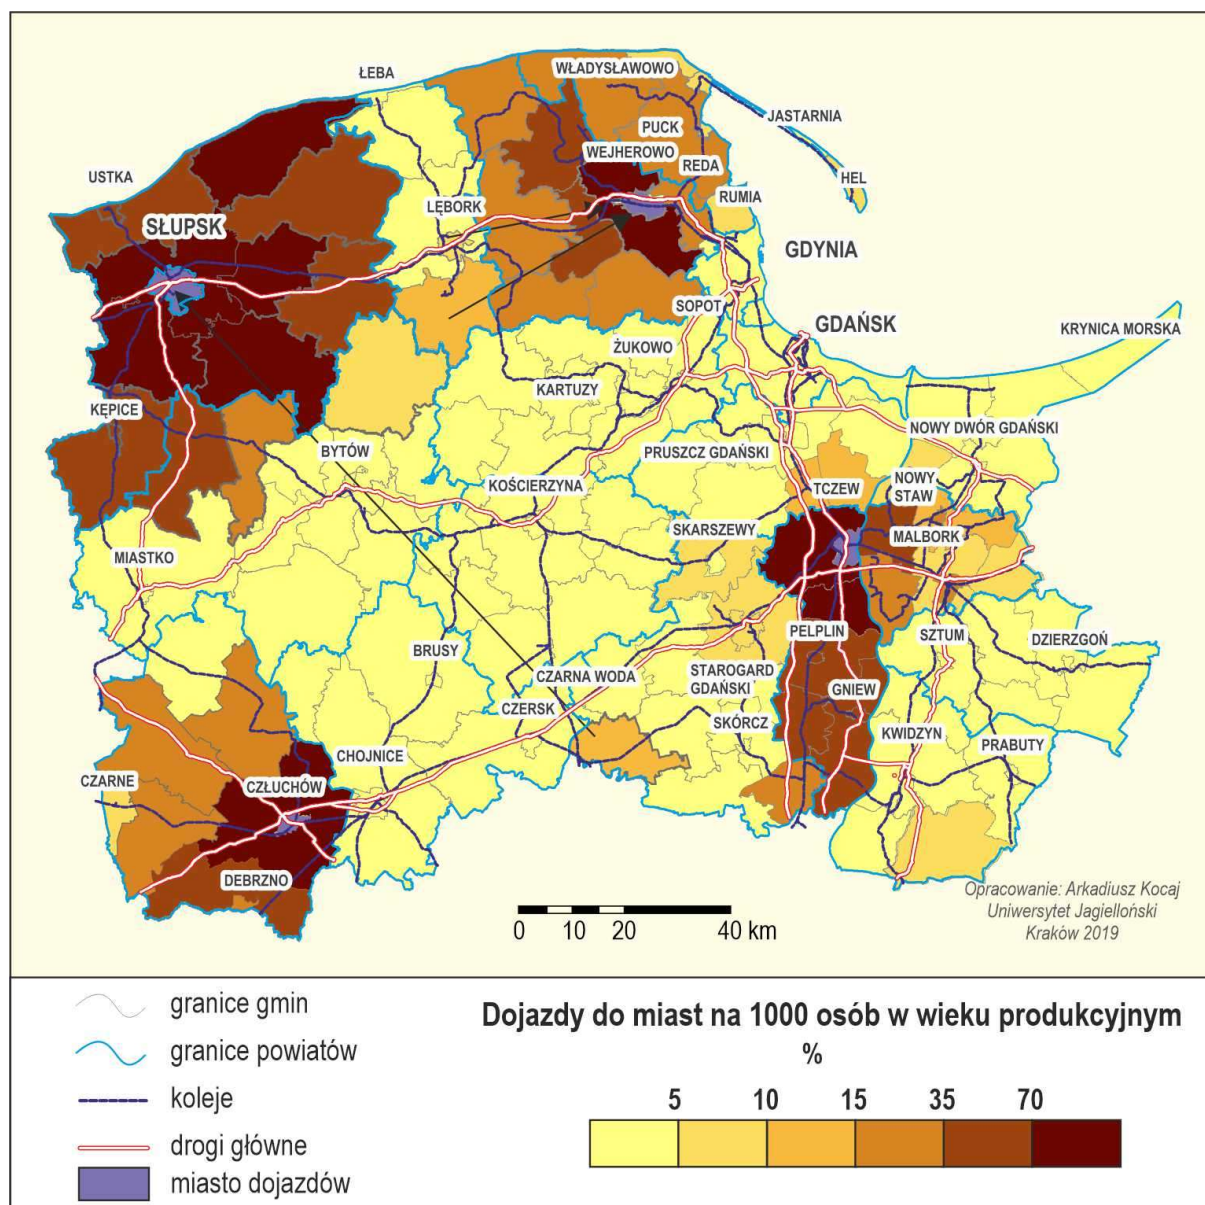 ŁEBA
WŁADYSŁAWOWO
JASTARNIA
PUCK
WEJHEROWO
REDA
HEL
USTKA
RUMIA
LĘBORK
SŁUPSK
GDYNIA
SOPOT
GDAŃSK
KRYNICA MORSKA
ŻUKOWO
KARTUZY
KĘPICE
NOWY DWÓR GDAŃSKI
BYTÓW
PRUSZCZ GDAŃSKI
KOŚCIERZYNA
TCZEW
NOWY
STAW
SKARSZEWY
MALBORK
MIASTKO
PELPLIN
SZTUM
DZIERZGOŃ
BRUSY
CZARNA WODA
STAROGARD
GDAŃSKI
GNIEW
CZERSK
SKÓRCZ
KWIDZYN
PRABUTY
CHOJNICE
CZARNE
CZŁUCHÓW
DEBRZNO
Opracowanie: Arkadiusz Kocaj
Uniwersytet Jagielloński
Kraków 2019
0 10 20 40 km
granice gmin
granice powiatów
koleje
drogi główne
miasto dojazdów
Dojazdy do miast na 1000 osób w wieku produkcyjnym
%
5 10 15 35 70